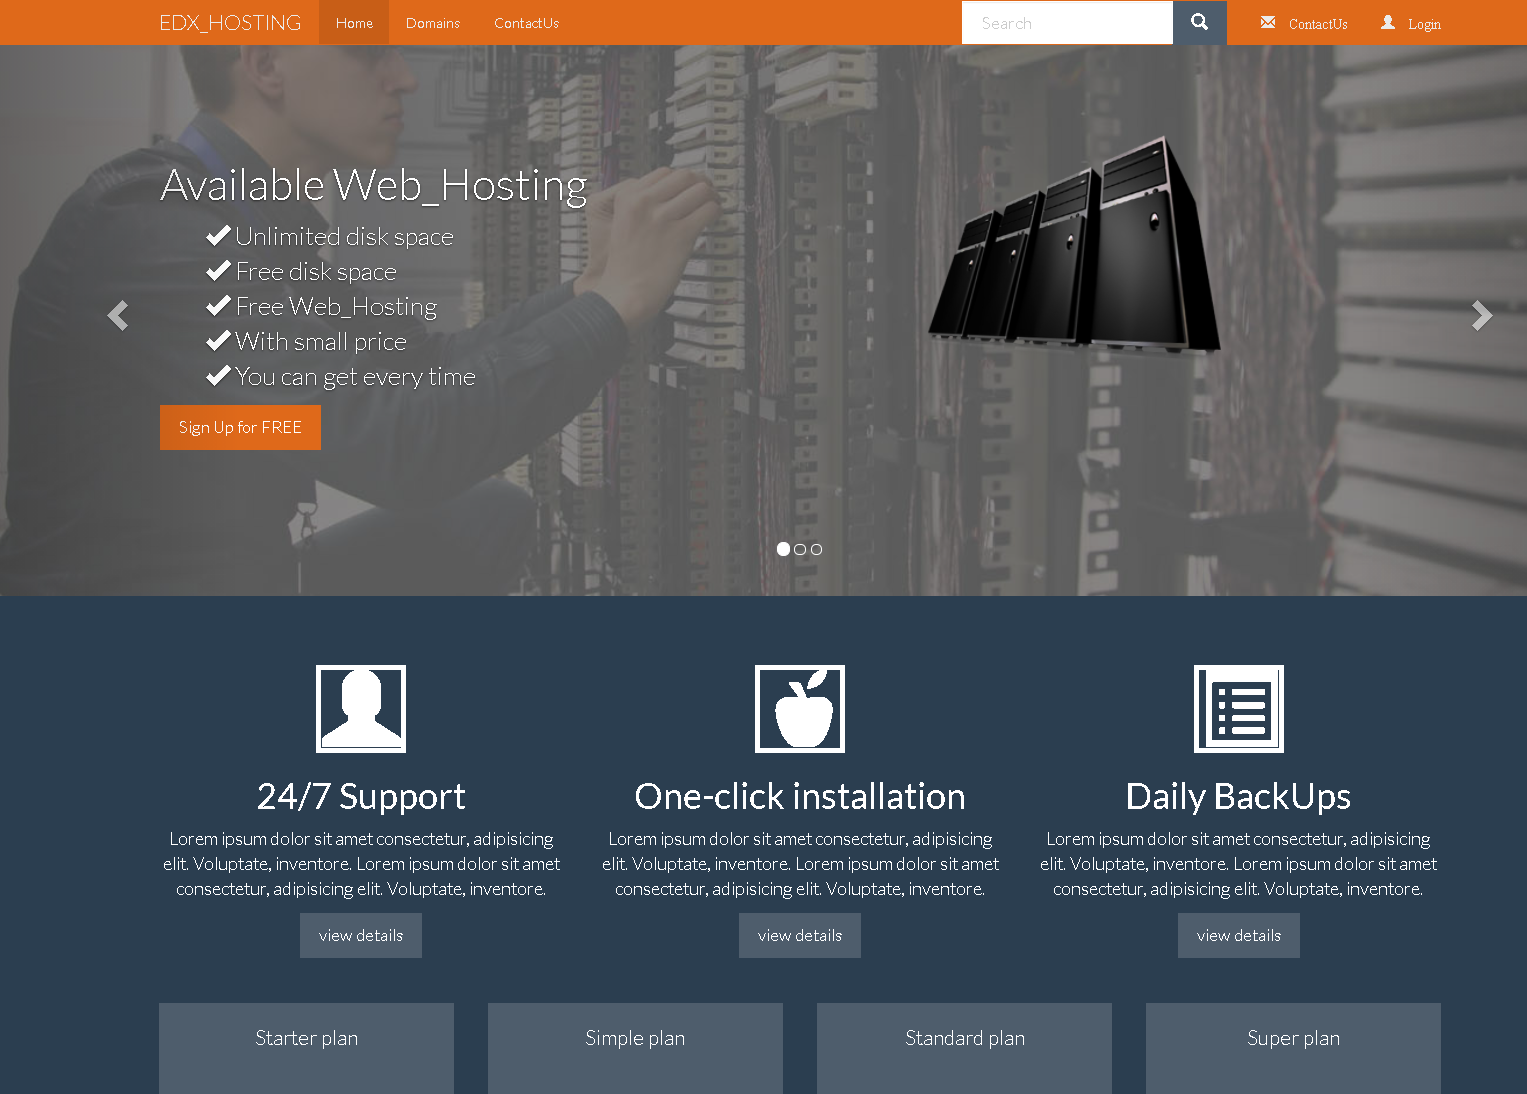 EDX_HOSTING Home Domains ContactUs Search ContactUs Login
Available Web_Hosting
Unlimited disk space
Free disk space
Free Web_Hosting
With small price
You can get every time
Sign Up for FREE
24/7 Support
Lorem ipsum dolor sit amet consectetur, adipisicing
elit. Voluptate, inventore. Lorem ipsum dolor sit amet
consectetur, adipisicing elit. Voluptate, inventore.
view details
One-click installation
Lorem ipsum dolor sit amet consectetur, adipisicing
elit. Voluptate, inventore. Lorem ipsum dolor sit amet
consectetur, adipisicing elit. Voluptate, inventore.
view details
Daily BackUps
Lorem ipsum dolor sit amet consectetur, adipisicing
elit. Voluptate, inventore. Lorem ipsum dolor sit amet
consectetur, adipisicing elit. Voluptate, inventore.
view details
Starter plan
Simple plan
Standard plan
Super plan